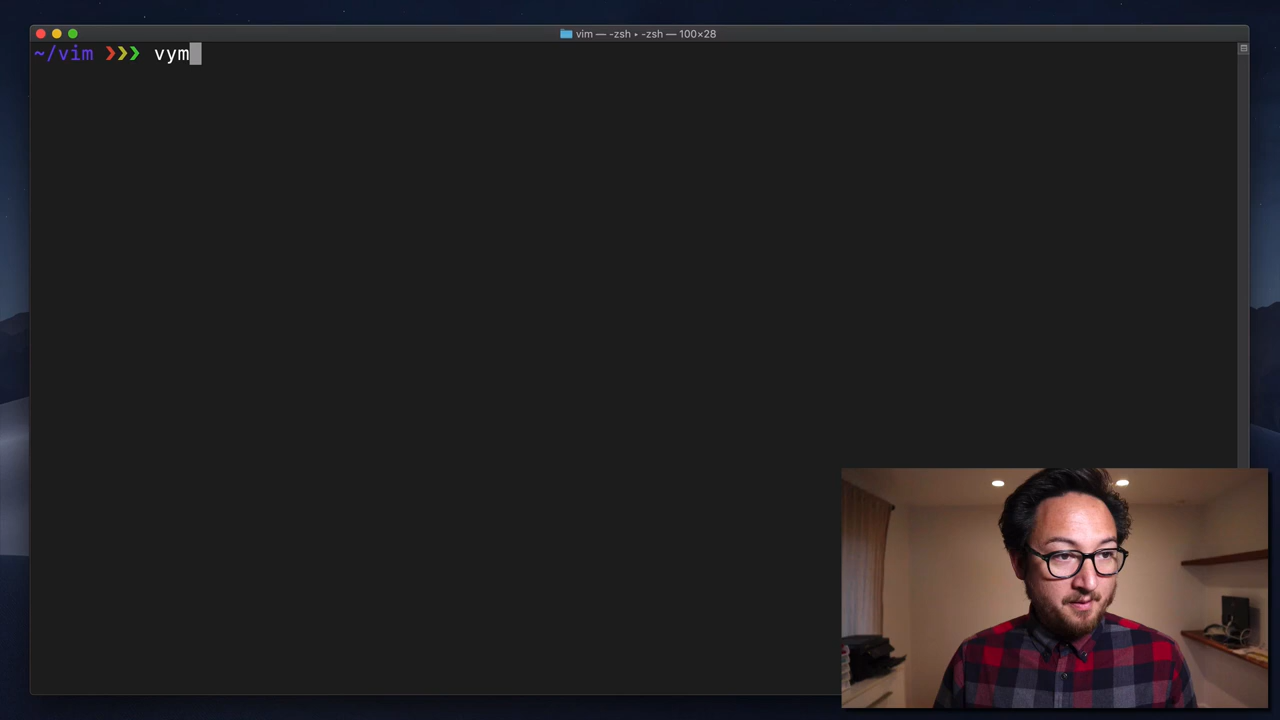 vim — -zsh • -zsh — 100×28
~/vim ❯❯❯ vym